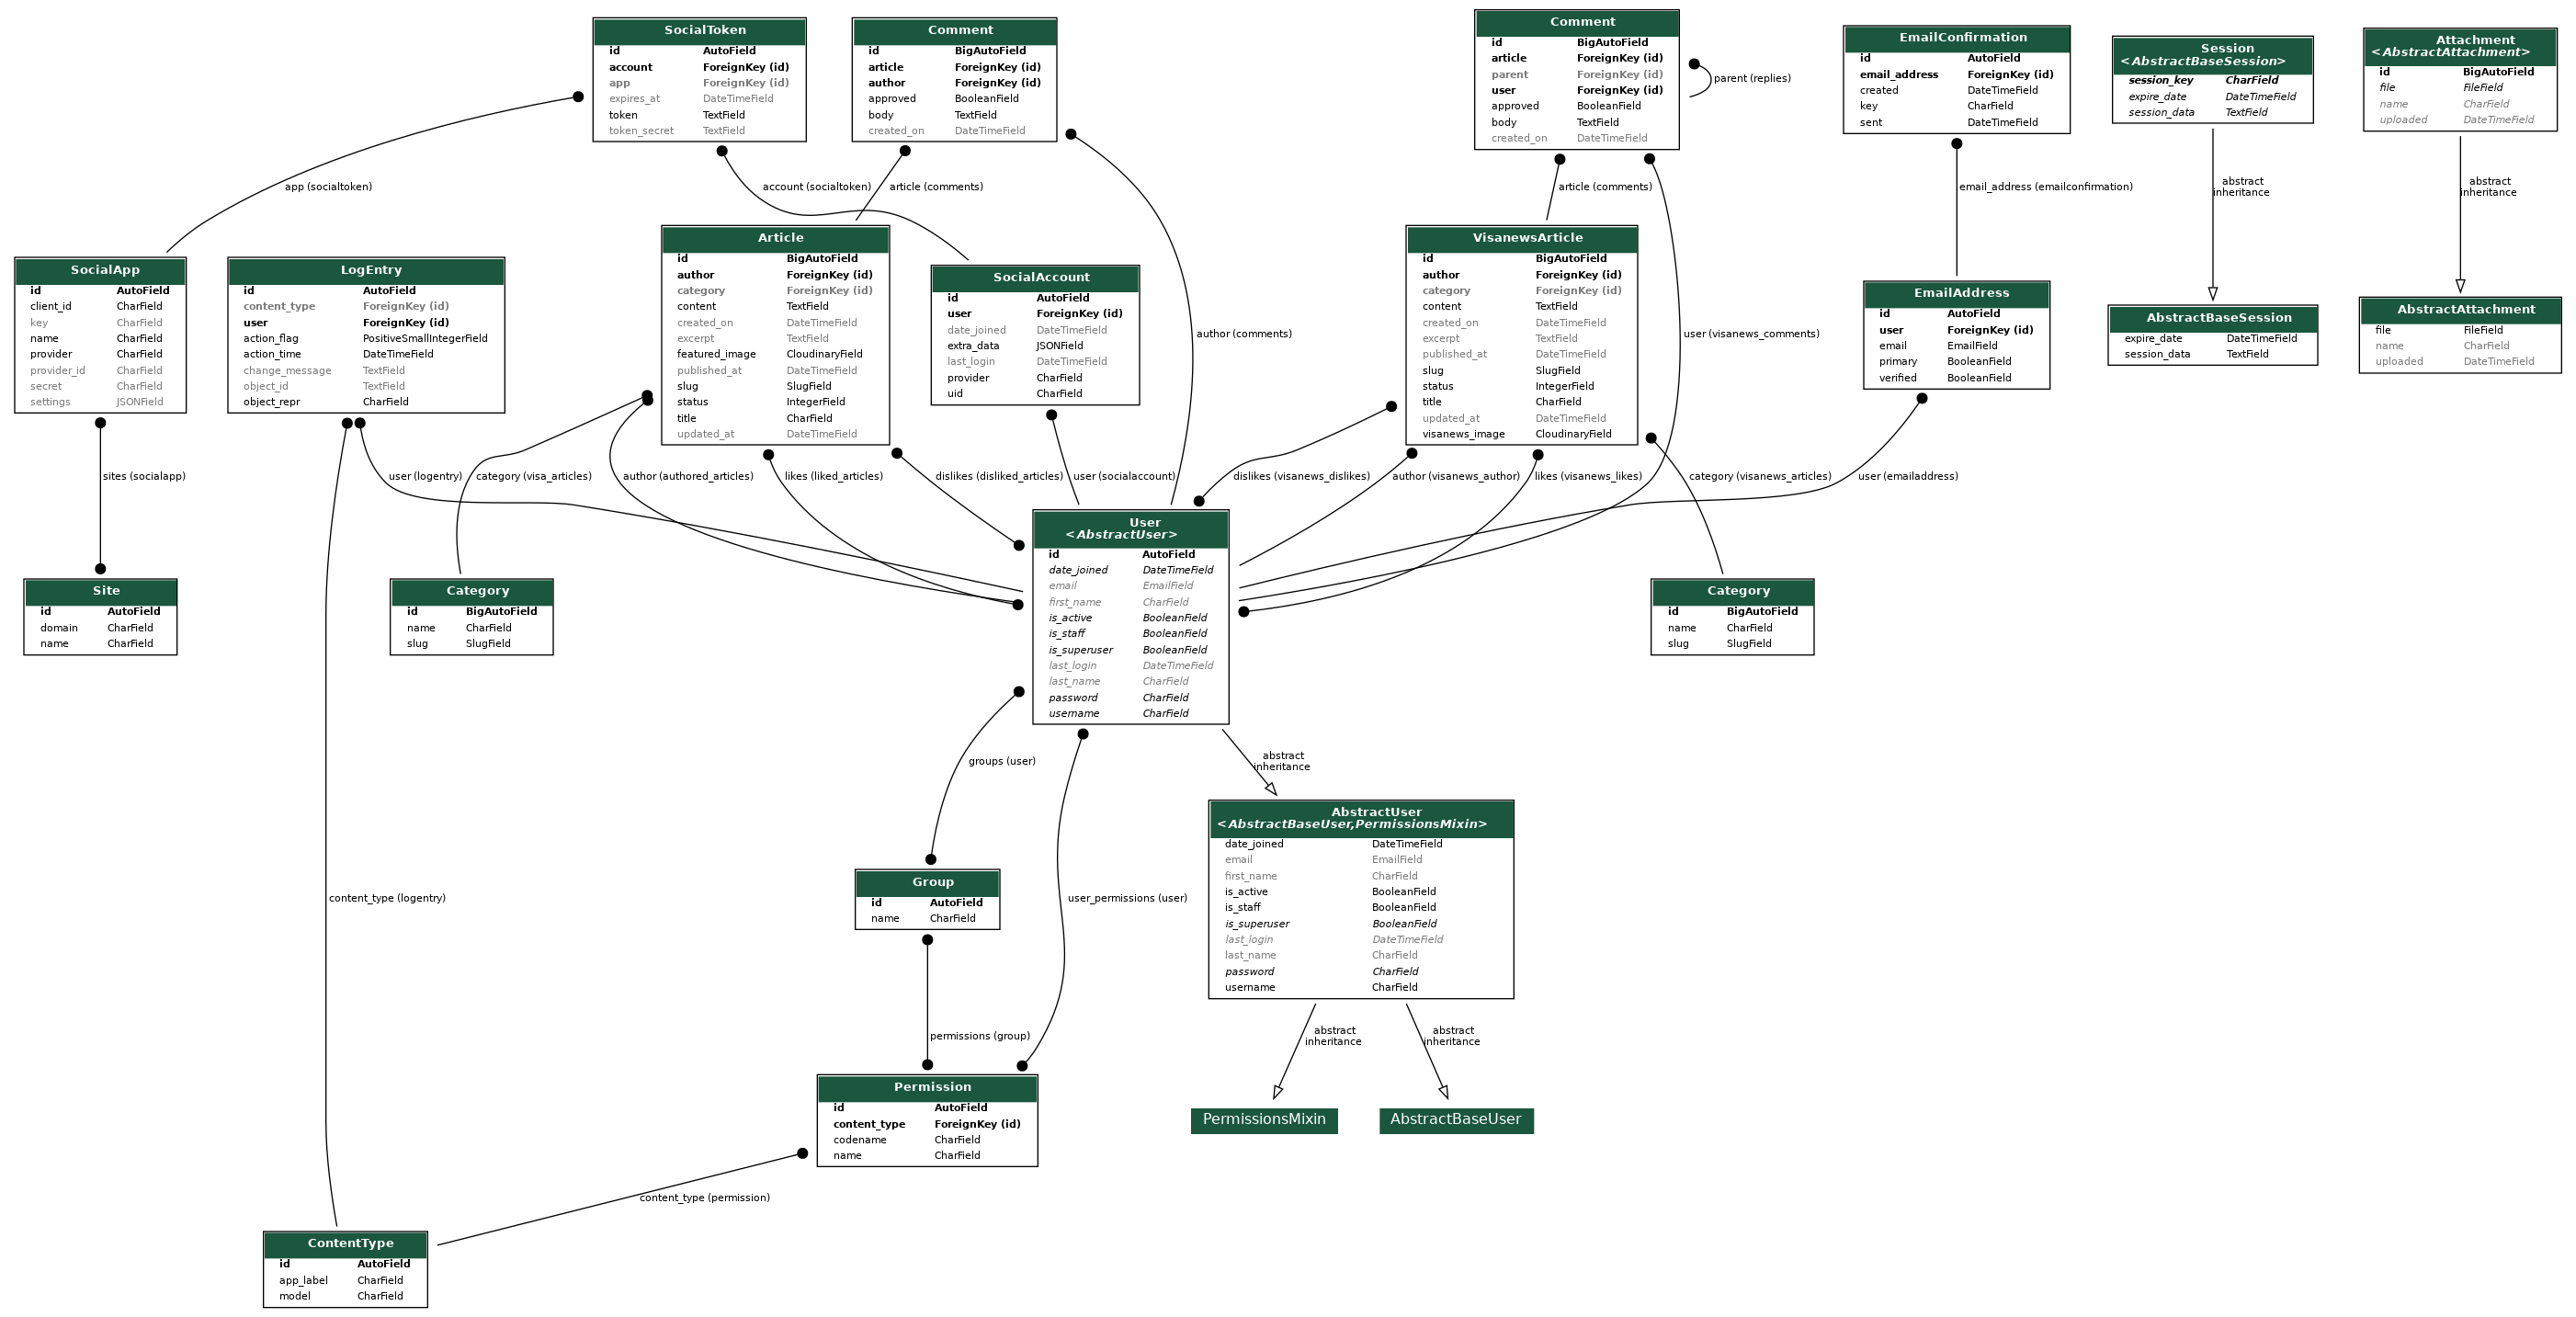 SocialToken
id AutoField
account ForeignKey (id)
app ForeignKey (id)
expires_at DateTimeField
token TextField
token_secret TextField
Comment
id BigAutoField
article ForeignKey (id)
author ForeignKey (id)
approved BooleanField
body TextField
created_on DateTimeField
Comment
id BigAutoField
article ForeignKey (id)
parent ForeignKey (id)
user ForeignKey (id)
approved BooleanField
body TextField
created_on DateTimeField
parent (replies)
EmailConfirmation
id AutoField
email_address ForeignKey (id)
created DateTimeField
key CharField
sent DateTimeField
Session
<AbstractBaseSession>
session_key CharField
expire_date DateTimeField
session_data TextField
Attachment
<AbstractAttachment>
id BigAutoField
file FileField
name CharField
uploaded DateTimeField
app (socialtoken)
account (socialtoken)
article (comments)
article (comments)
email_address (emailconfirmation)
abstract
inheritance
abstract
inheritance
SocialApp
id AutoField
client_id CharField
key CharField
name CharField
provider CharField
provider_id CharField
secret CharField
settings JSONField
LogEntry
id AutoField
content_type ForeignKey (id)
user ForeignKey (id)
action_flag PositiveSmallIntegerField
action_time DateTimeField
change_message TextField
object_id TextField
object_repr CharField
Article
id BigAutoField
author ForeignKey (id)
category ForeignKey (id)
content TextField
created_on DateTimeField
excerpt TextField
featured_image CloudinaryField
published_at DateTimeField
slug SlugField
status IntegerField
title CharField
updated_at DateTimeField
SocialAccount
id AutoField
user ForeignKey (id)
date_joined DateTimeField
extra_data JSONField
last_login DateTimeField
provider CharField
uid CharField
author (comments)
VisanewsArticle
id BigAutoField
author ForeignKey (id)
category ForeignKey (id)
content TextField
created_on DateTimeField
excerpt TextField
published_at DateTimeField
slug SlugField
status IntegerField
title CharField
updated_at DateTimeField
visanews_image CloudinaryField
user (visanews_comments)
EmailAddress
id AutoField
user ForeignKey (id)
email EmailField
primary BooleanField
verified BooleanField
AbstractBaseSession
expire_date DateTimeField
session_data TextField
AbstractAttachment
file FileField
name CharField
uploaded DateTimeField
sites (socialapp)
user (logentry)
category (visa_articles)
author (authored_articles)
likes (liked_articles)
dislikes (disliked_articles)
user (socialaccount)
dislikes (visanews_dislikes)
author (visanews_author)
likes (visanews_likes)
category (visanews_articles)
user (emailaddress)
Site
id AutoField
domain CharField
name CharField
Category
id BigAutoField
name CharField
slug SlugField
User
<AbstractUser>
id AutoField
date_joined DateTimeField
email EmailField
first_name CharField
is_active BooleanField
is_staff BooleanField
is_superuser BooleanField
last_login DateTimeField
last_name CharField
password CharField
username CharField
Category
id BigAutoField
name CharField
slug SlugField
groups (user)
abstract
inheritance
content_type (logentry)
Group
id AutoField
name CharField
user_permissions (user)
AbstractUser
<AbstractBaseUser,PermissionsMixin>
date_joined DateTimeField
email EmailField
first_name CharField
is_active BooleanField
is_staff BooleanField
is_superuser BooleanField
last_login DateTimeField
last_name CharField
password CharField
username CharField
permissions (group)
abstract
inheritance
abstract
inheritance
Permission
id AutoField
content_type ForeignKey (id)
codename CharField
name CharField
PermissionsMixin
AbstractBaseUser
content_type (permission)
ContentType
id AutoField
app_label CharField
model CharField